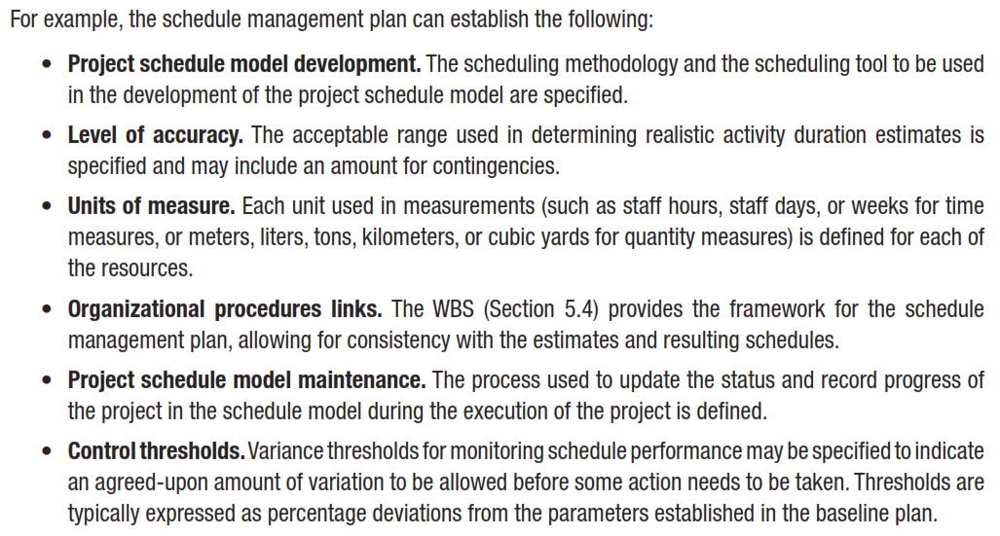 For example, the schedule management plan can establish the following:
• Project schedule model development. The scheduling methodology and the scheduling tool to be used
in the development of the project schedule model are specified.
• Level of accuracy. The acceptable range used in determining realistic activity duration estimates is
specified and may include an amount for contingencies.
• Units of measure. Each unit used in measurements (such as staff hours, staff days, or weeks for time
measures, or meters, liters, tons, kilometers, or cubic yards for quantity measures) is defined for each of
the resources.
• Organizational procedures links. The WBS (Section 5.4) provides the framework for the schedule
management plan, allowing for consistency with the estimates and resulting schedules.
• Project schedule model maintenance. The process used to update the status and record progress of
the project in the schedule model during the execution of the project is defined.
• Control thresholds. Variance thresholds for monitoring schedule performance may be specified to indicate
an agreed-upon amount of variation to be allowed before some action needs to be taken. Thresholds are
typically expressed as percentage deviations from the parameters established in the baseline plan.